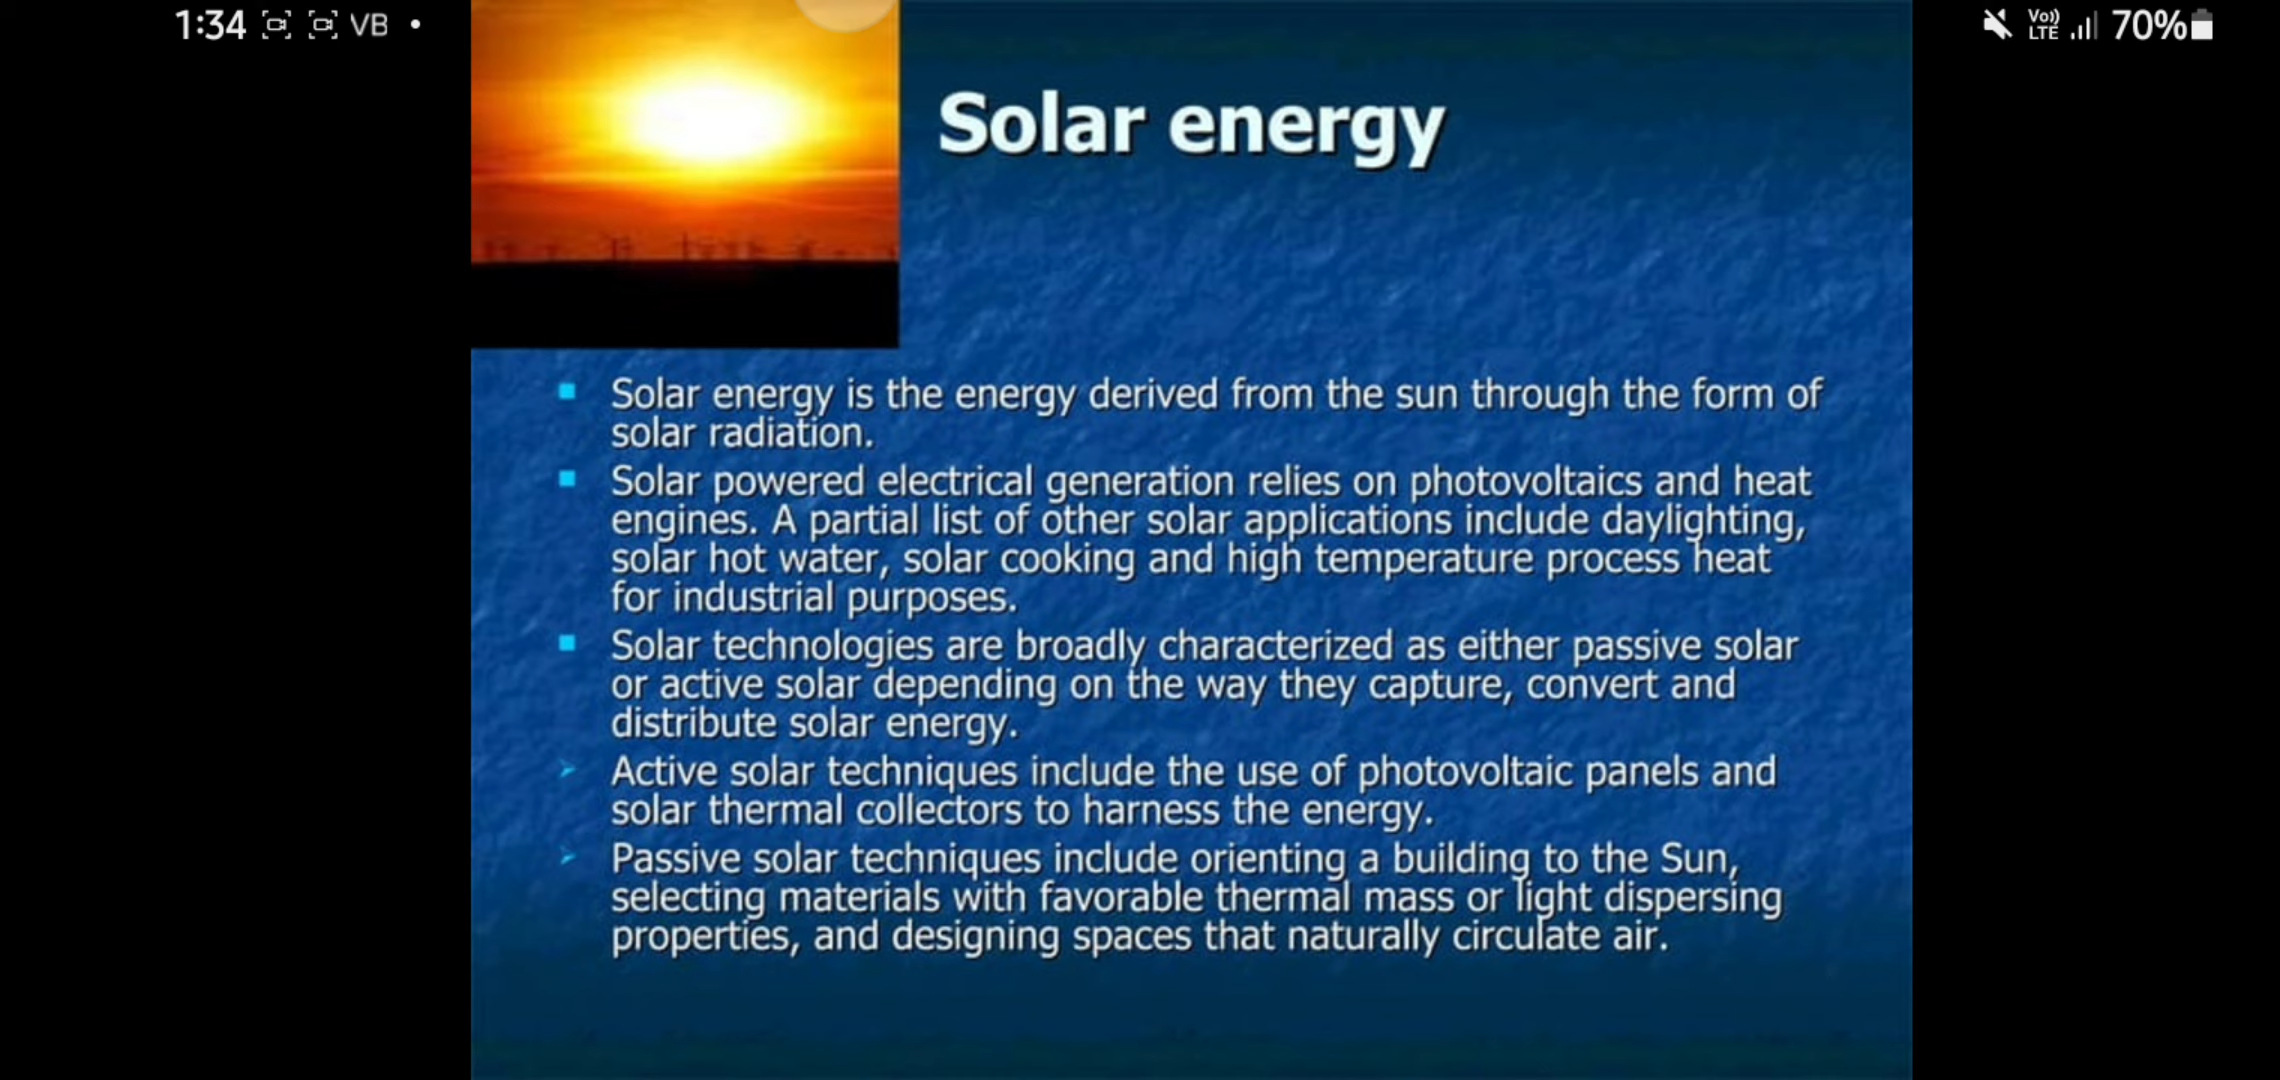 1:34 VB
Vo)) LTE 70%
Solar energy
Solar energy is the energy derived from the sun through the form of
solar radiation.
Solar powered electrical generation relies on photovoltaics and heat
engines. A partial list of other solar applications include daylighting,
solar hot water, solar cooking and high temperature process heat
for industrial purposes.
Solar technologies are broadly characterized as either passive solar
or active solar depending on the way they capture, convert and
distribute solar energy.
Active solar techniques include the use of photovoltaic panels and
solar thermal collectors to harness the energy.
Passive solar techniques include orienting a building to the Sun,
selecting materials with favorable thermal mass or light dispersing
properties, and designing spaces that naturally circulate air.